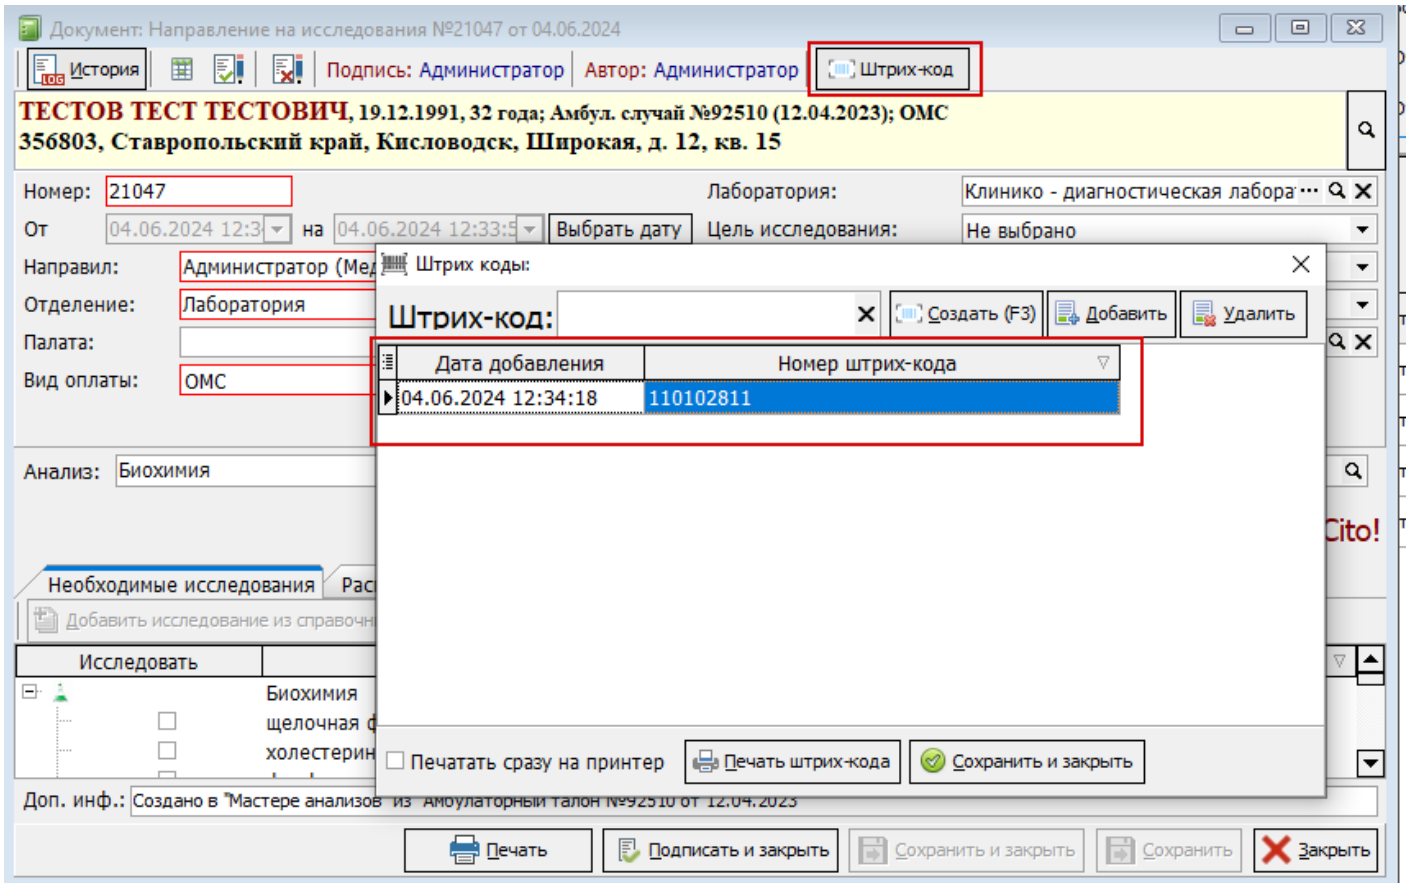 Документ: Направление на исследования №21047 от 04.06.2024
LOG История Подпись: Администратор Автор: Администратор Штрих-код
ТЕСТОВ ТЕСТ ТЕСТОВИЧ, 19.12.1991, 32 года; Амбул. случай №92510 (12.04.2023); ОМС
356803, Ставропольский край, Кисловодск, Широкая, д. 12, кв. 15
Номер: 21047 Лаборатория: Клинико - диагностическая лабора ...
От 04.06.2024 12:3 на 04.06.2024 12:33:5 Выбрать дату Цель исследования: Не выбрано
Направил: Администратор (Мед
Отделение: Лаборатория
Палата:
Вид оплаты: ОМС
Штрих коды:
Штрих-код: Создать (F3) Добавить Удалить
Дата добавления Номер штрих-кода
04.06.2024 12:34:18 110102811
Анализ: Биохимия
Cito!
Необходимые исследования Рас
Добавить исследование из справочн
Исследовать
Биохимия
щелочная ф
холестерин
Печатать сразу на принтер Печать штрих-кода Сохранить и закрыть
Доп. инф.: Создано в "Мастере анализов" из "Амбулаторный талон №92510 от 12.04.2023
Печать Подписать и закрыть Сохранить и закрыть Сохранить Закрыть